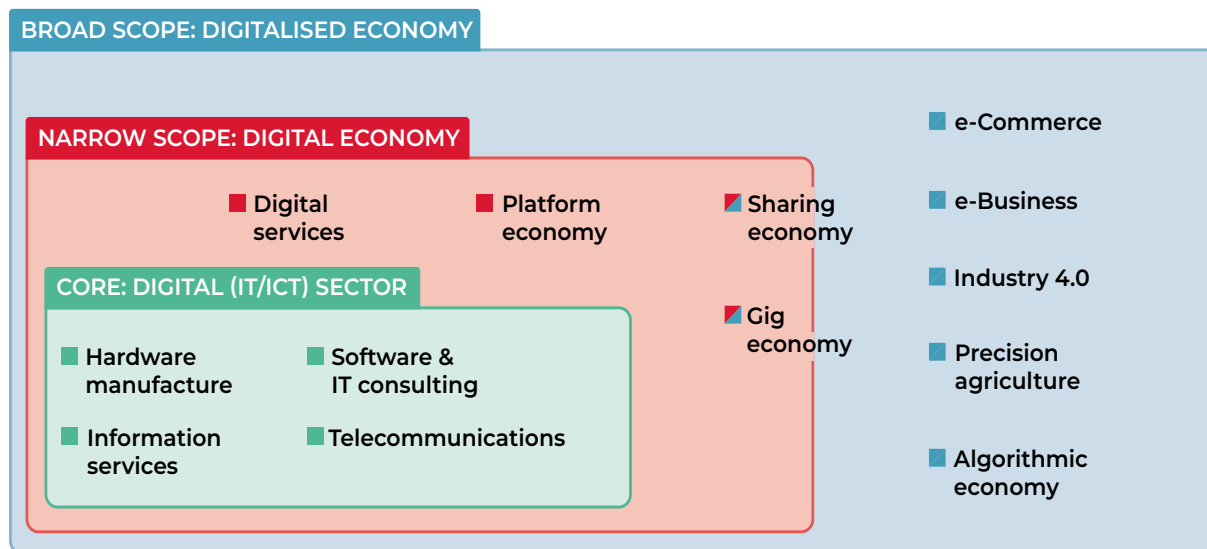 BROAD SCOPE: DIGITALISED ECONOMY
NARROW SCOPE: DIGITAL ECONOMY
Digital
services
Platform
economy
Sharing
economy
Gig
economy
CORE: DIGITAL (IT/ICT) SECTOR
Hardware
manufacture
Software &
IT consulting
Information
services
Telecommunications
e-Commerce
e-Business
Industry 4.0
Precision
agriculture
Algorithmic
economy